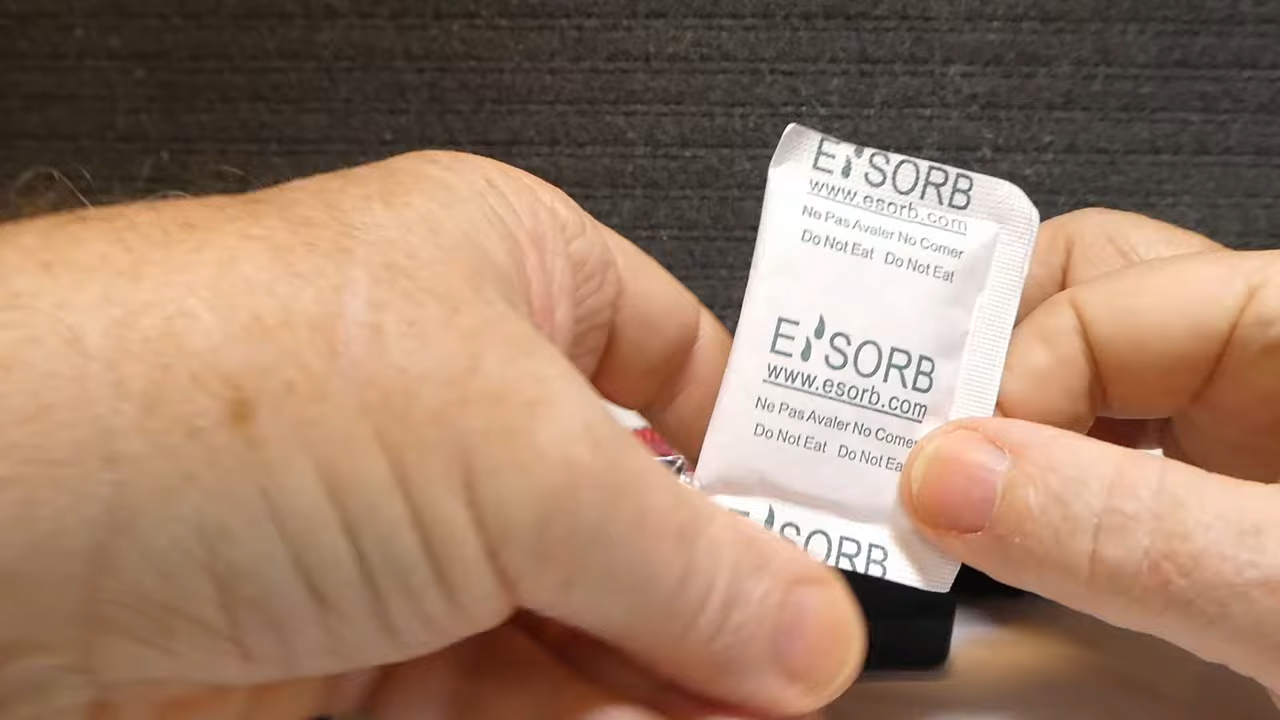 E SORB
www.esorb.com
Ne Pas Avaler No Comer
Do Not Eat Do Not Eat
E SORB
www.esorb.com
Ne Pas Avaler No Comer
Do Not Eat Do Not Ea
E SORB